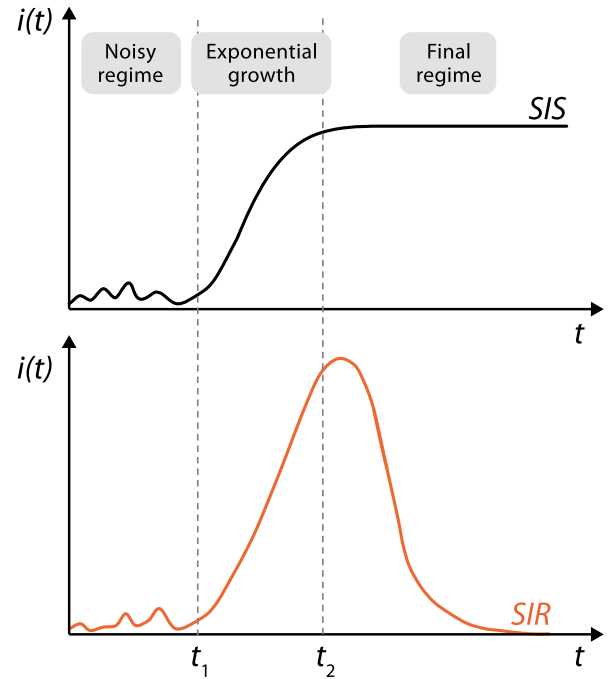 i(t)
Noisy
regime
Exponential
growth
Final
regime
SIS
t
i(t)
SIR
t₁
t₂
t